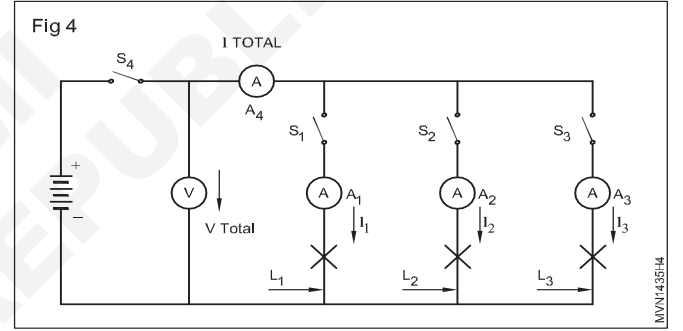 Fig 4
I TOTAL
S4
A
A4
S1
S2
S3
+
−
V
V Total
A
A1
A
A2
A
A3
I1
I2
I3
L1
L2
L3
MVN1435H4